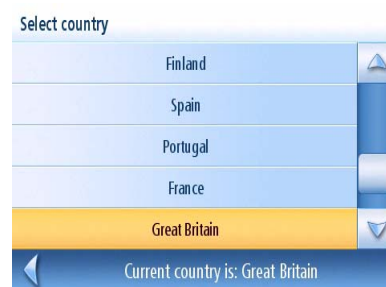 Select country
Finland
Spain
Portugal
France
Great Britain
Current country is: Great Britain